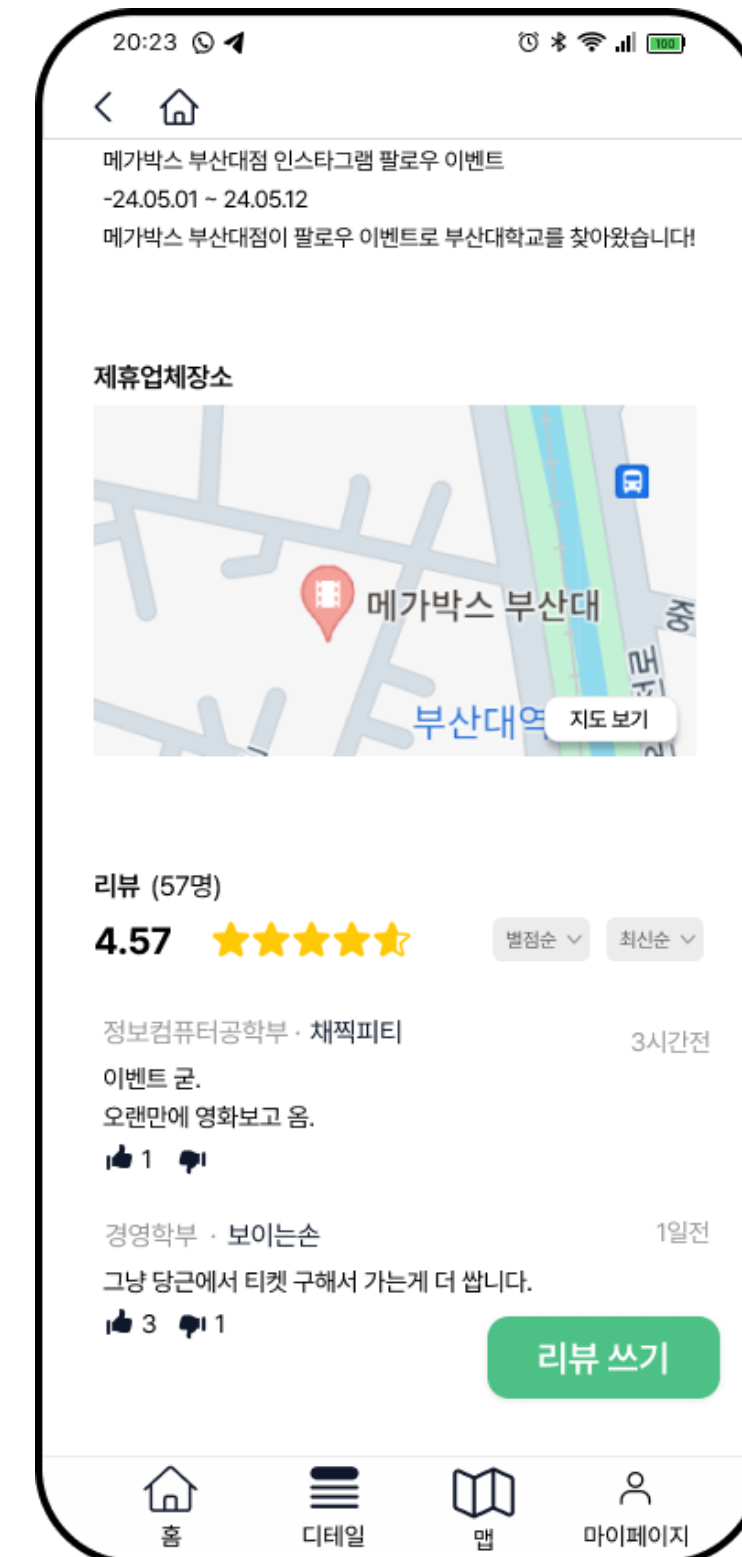 20:23
100
메가박스 부산대점 인스타그램 팔로우 이벤트
-24.05.01 ~ 24.05.12
메가박스 부산대점이 팔로우 이벤트로 부산대학교를 찾아왔습니다!
제휴업체장소
메가박스 부산대
중
부산대역
지도 보기
리뷰 (57명)
4.57
별점순
최신순
정보컴퓨터공학부 · 채찍피티
3시간전
이벤트 굳.
오랜만에 영화보고 옴.
1
경영학부 · 보이는손
1일전
그냥 당근에서 티켓 구해서 가는게 더 쌉니다.
3 1
리뷰 쓰기
홈 디테일 맵 마이페이지